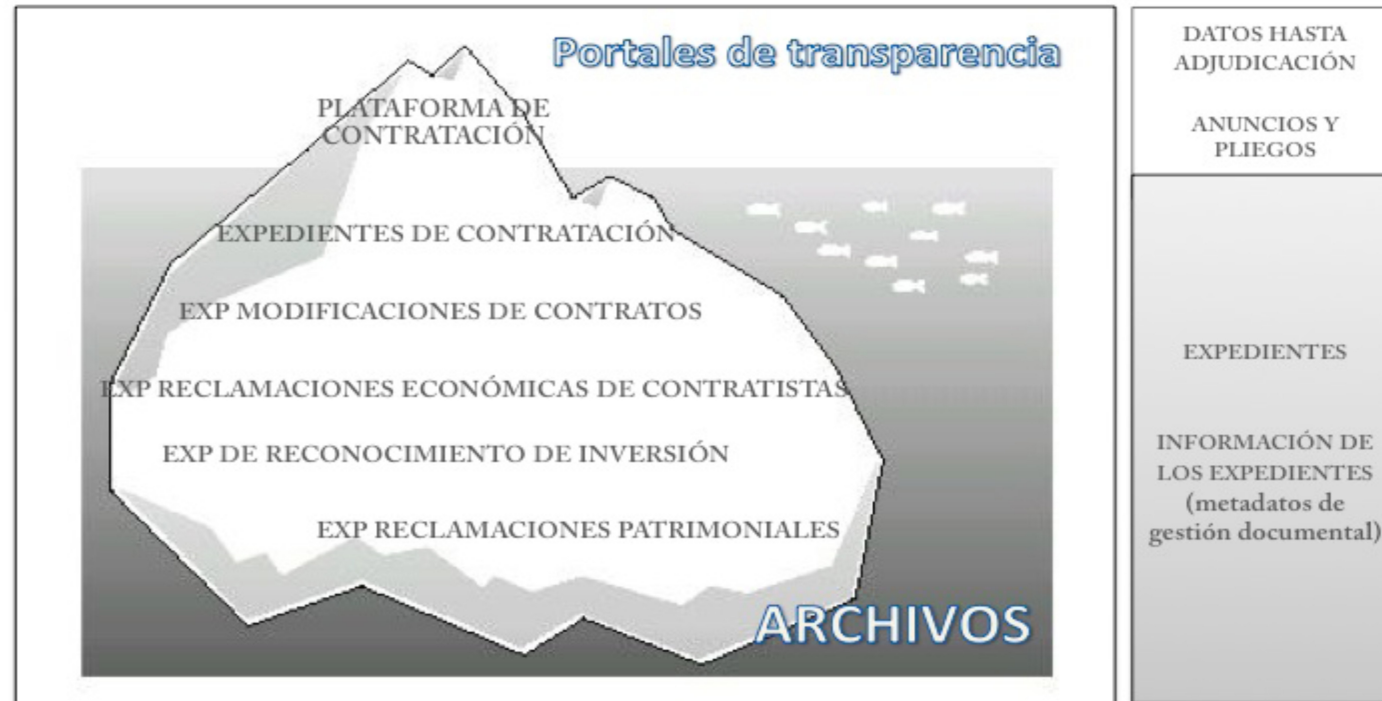 Portales de transparencia
PLATAFORMA DE
CONTRATACIÓN
EXPEDIENTES DE CONTRATACIÓN
EXP MODIFICACIONES DE CONTRATOS
EXP RECLAMACIONES ECONÓMICAS DE CONTRATISTAS
EXP DE RECONOCIMIENTO DE INVERSIÓN
EXP RECLAMACIONES PATRIMONIALES
ARCHIVOS
DATOS HASTA
ADJUDICACIÓN
ANUNCIOS Y
PLIEGOS
EXPEDIENTES
INFORMACIÓN DE
LOS EXPEDIENTES
(metadatos de
gestión documental)